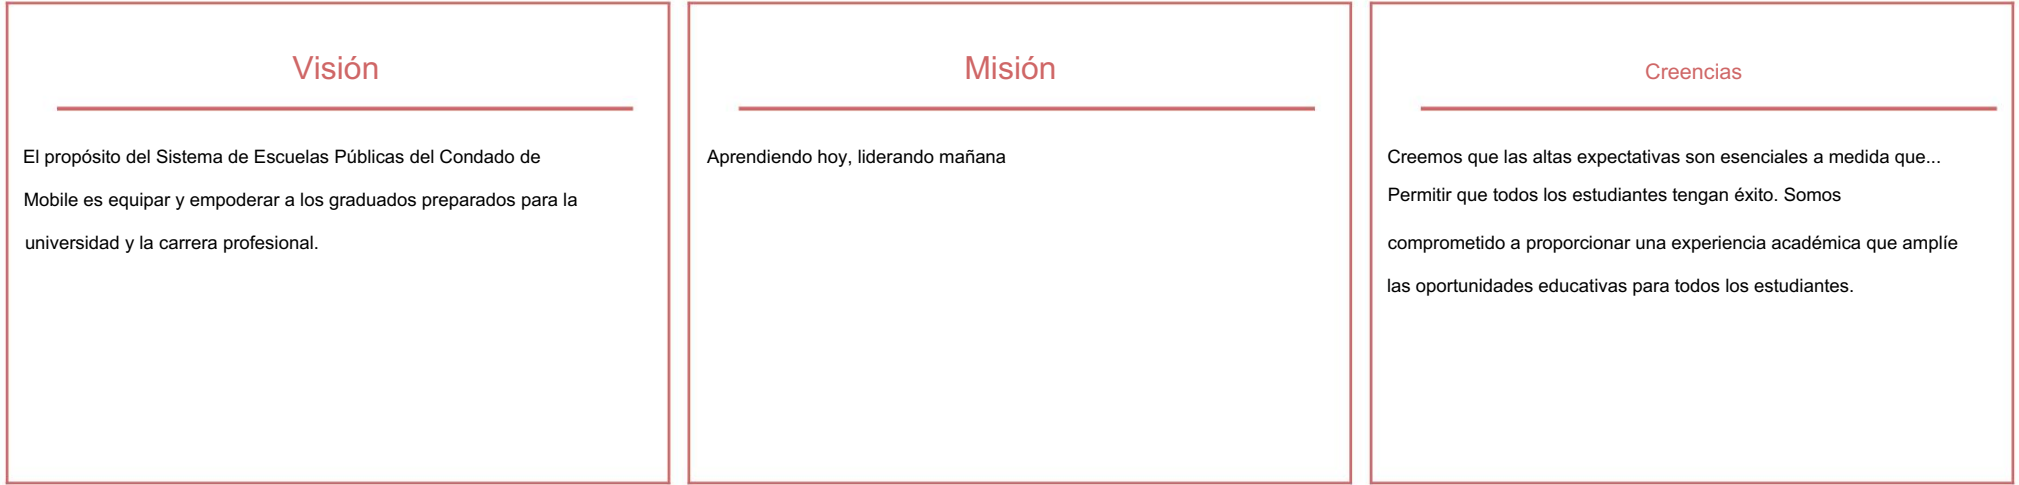 Visión
El propósito del Sistema de Escuelas Públicas del Condado de
Mobile es equipar y empoderar a los graduados preparados para la
universidad y la carrera profesional.
Misión
Aprendiendo hoy, liderando mañana
Creencias
Creemos que las altas expectativas son esenciales a medida que...
Permitir que todos los estudiantes tengan éxito. Somos
comprometido a proporcionar una experiencia académica que amplíe
las oportunidades educativas para todos los estudiantes.